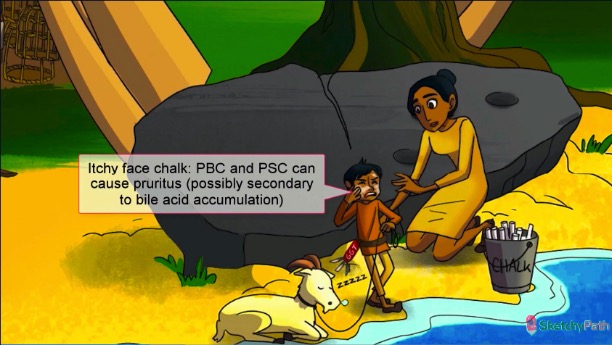 Itchy face chalk: PBC and PSC can
cause pruritus (possibly secondary
to bile acid accumulation)
zzzzz
CHALK
SketchyPath